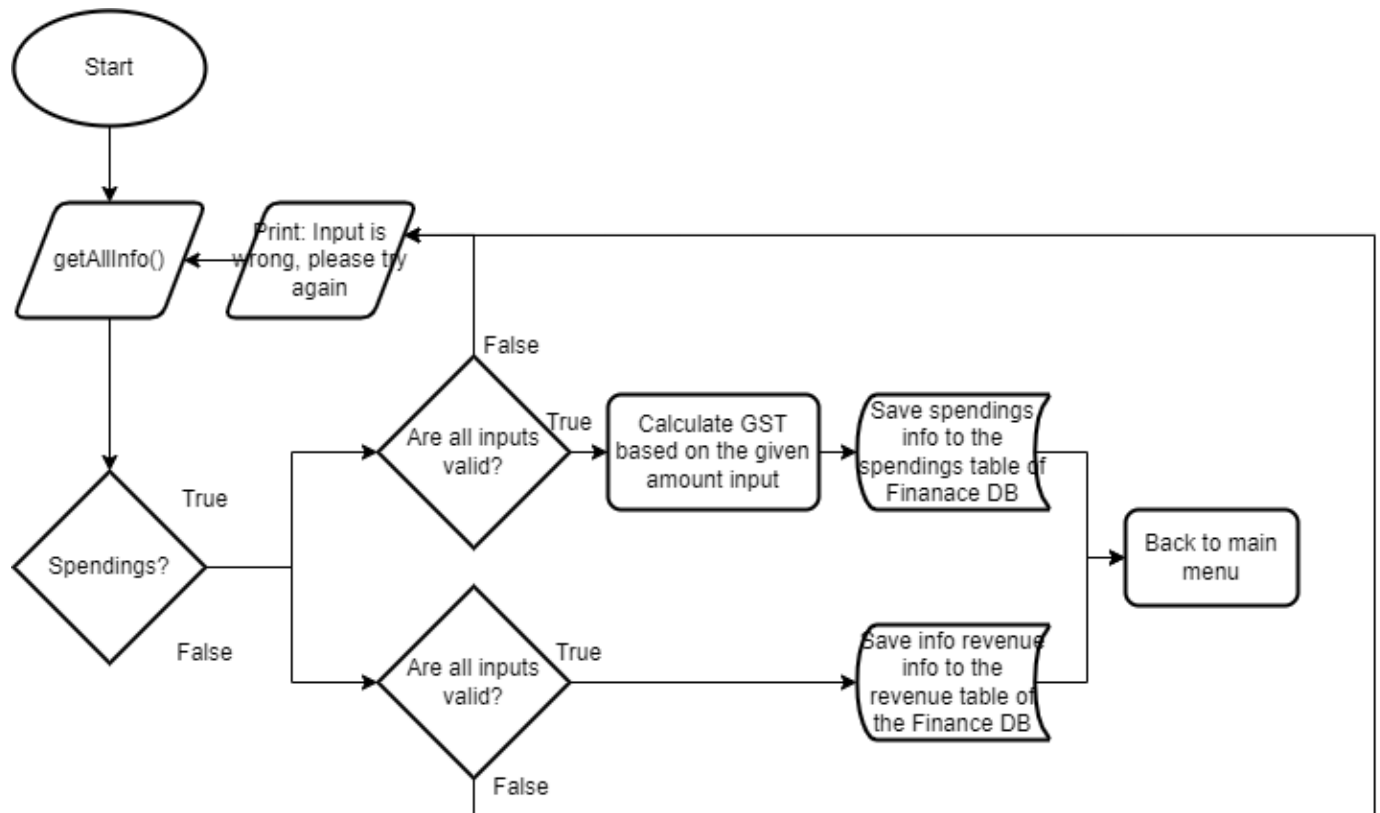 Start
getAllInfo()
Print: Input is
wrong, please try
again
False
Are all inputs
valid?
True
Calculate GST
based on the given
amount input
Save spendings
info to the
spendings table of
Finanace DB
True
Spendings?
False
Back to main
menu
Are all inputs
valid?
True
Save info revenue
info to the
revenue table of
the Finance DB
False